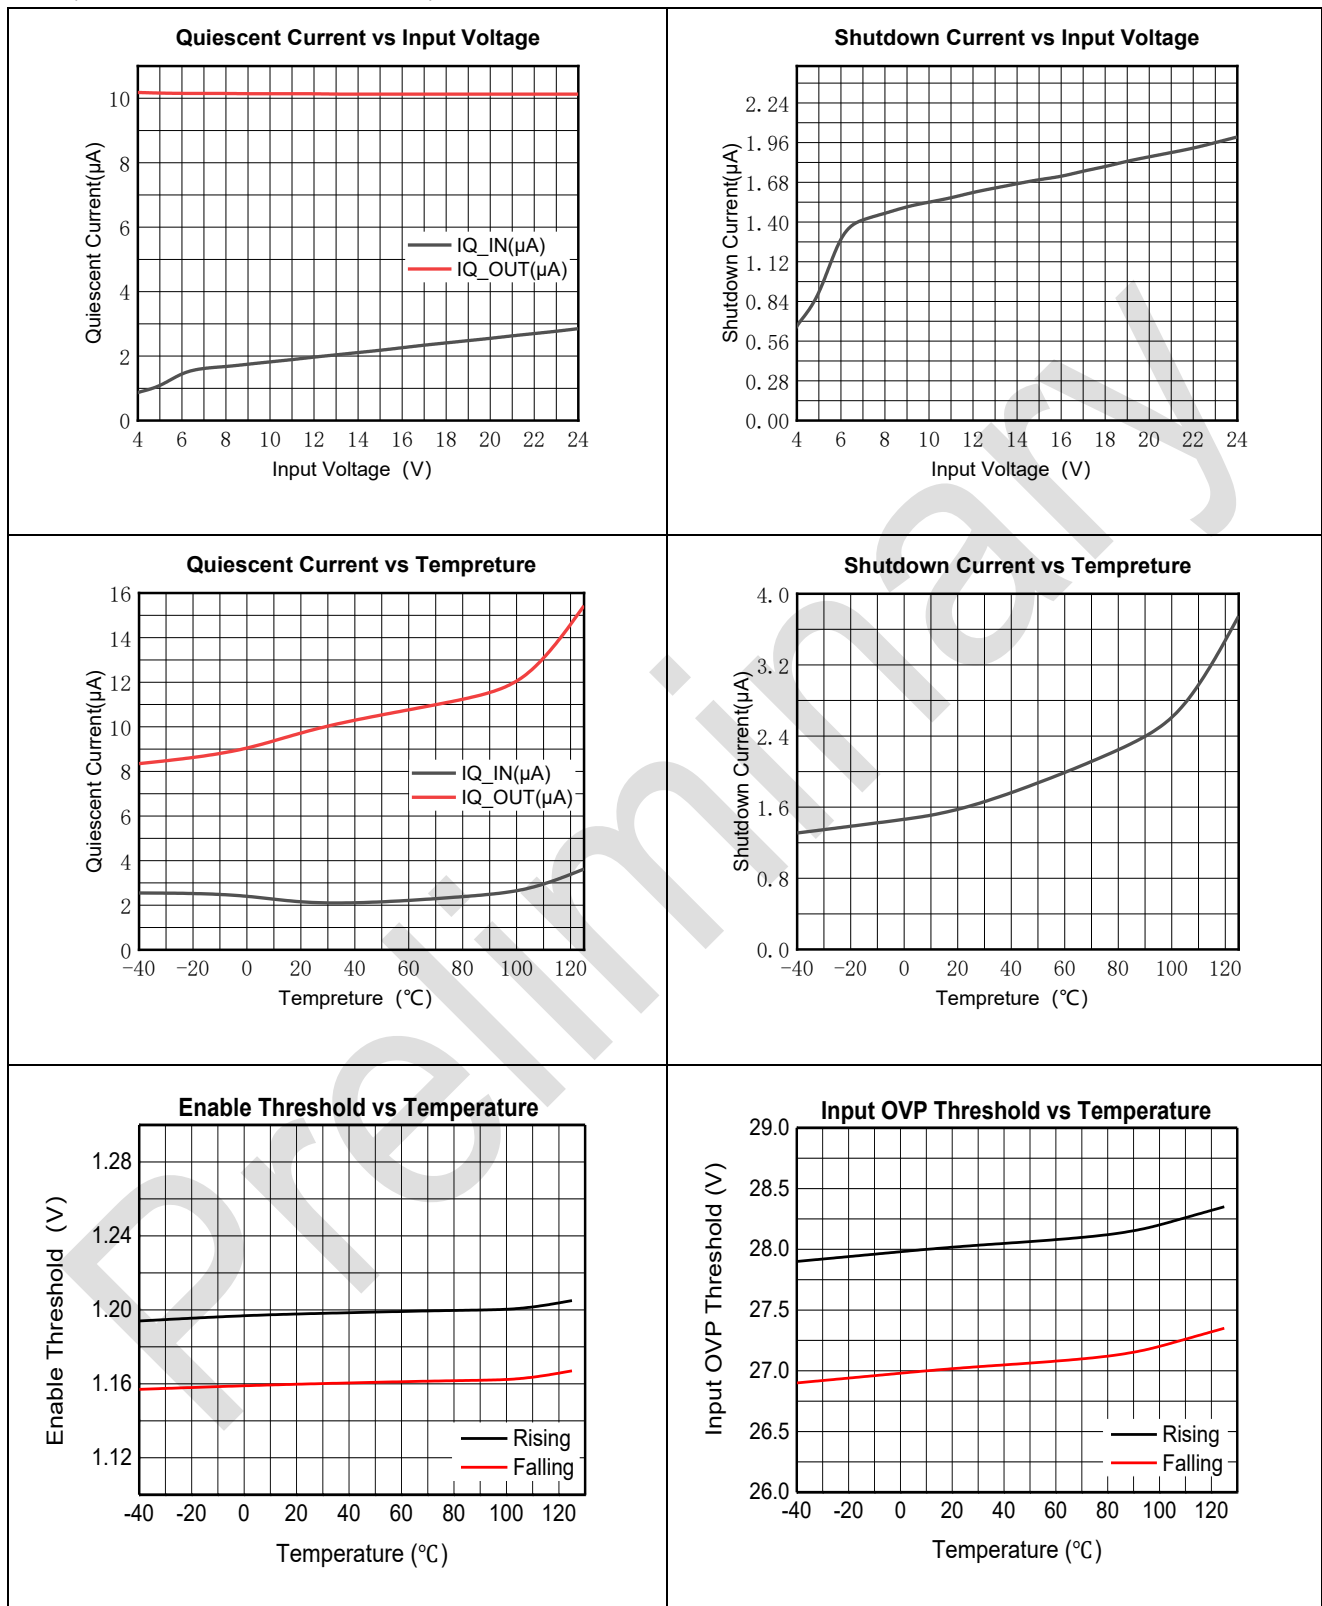 Quiescent Current vs Input Voltage
Quiescent Current(μA)
10
8
6
4
2
0
IQ_IN(μA)
IQ_OUT(μA)
4 6 8 10 12 14 16 18 20 22 24
Input Voltage (V)
Shutdown Current vs Input Voltage
Shutdown Current(μA)
2.24
1.96
1.68
1.40
1.12
0.84
0.56
0.28
0.00
4 6 8 10 12 14 16 18 20 22 24
Input Voltage (V)
Quiescent Current vs Tempreture
Quiescent Current(μA)
16
14
12
10
8
6
4
2
0
IQ_IN(μA)
IQ_OUT(μA)
-40 -20 0 20 40 60 80 100 120
Tempreture (℃)
Shutdown Current vs Tempreture
Shutdown Current(μA)
4.0
3.2
2.4
1.6
0.8
0.0
-40 -20 0 20 40 60 80 100 120
Tempreture (℃)
Enable Threshold vs Temperature
Enable Threshold (V)
1.28
1.24
1.20
1.16
1.12
Rising
Falling
-40 -20 0 20 40 60 80 100 120
Temperature (℃)
Input OVP Threshold vs Temperature
Input OVP Threshold (V)
29.0
28.5
28.0
27.5
27.0
26.5
26.0
Rising
Falling
-40 -20 0 20 40 60 80 100 120
Temperature (℃)
Preliminary